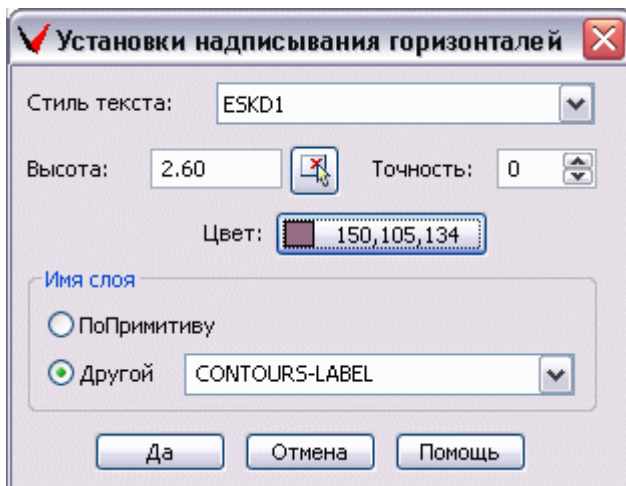 Установки надписывания горизонталей
Стиль текста: ESKD1
Высота: 2.60 Точность: 0
Цвет: 150,105,134
Имя слоя
ПоПримитиву
Другой CONTOURS-LABEL
Да Отмена Помощь